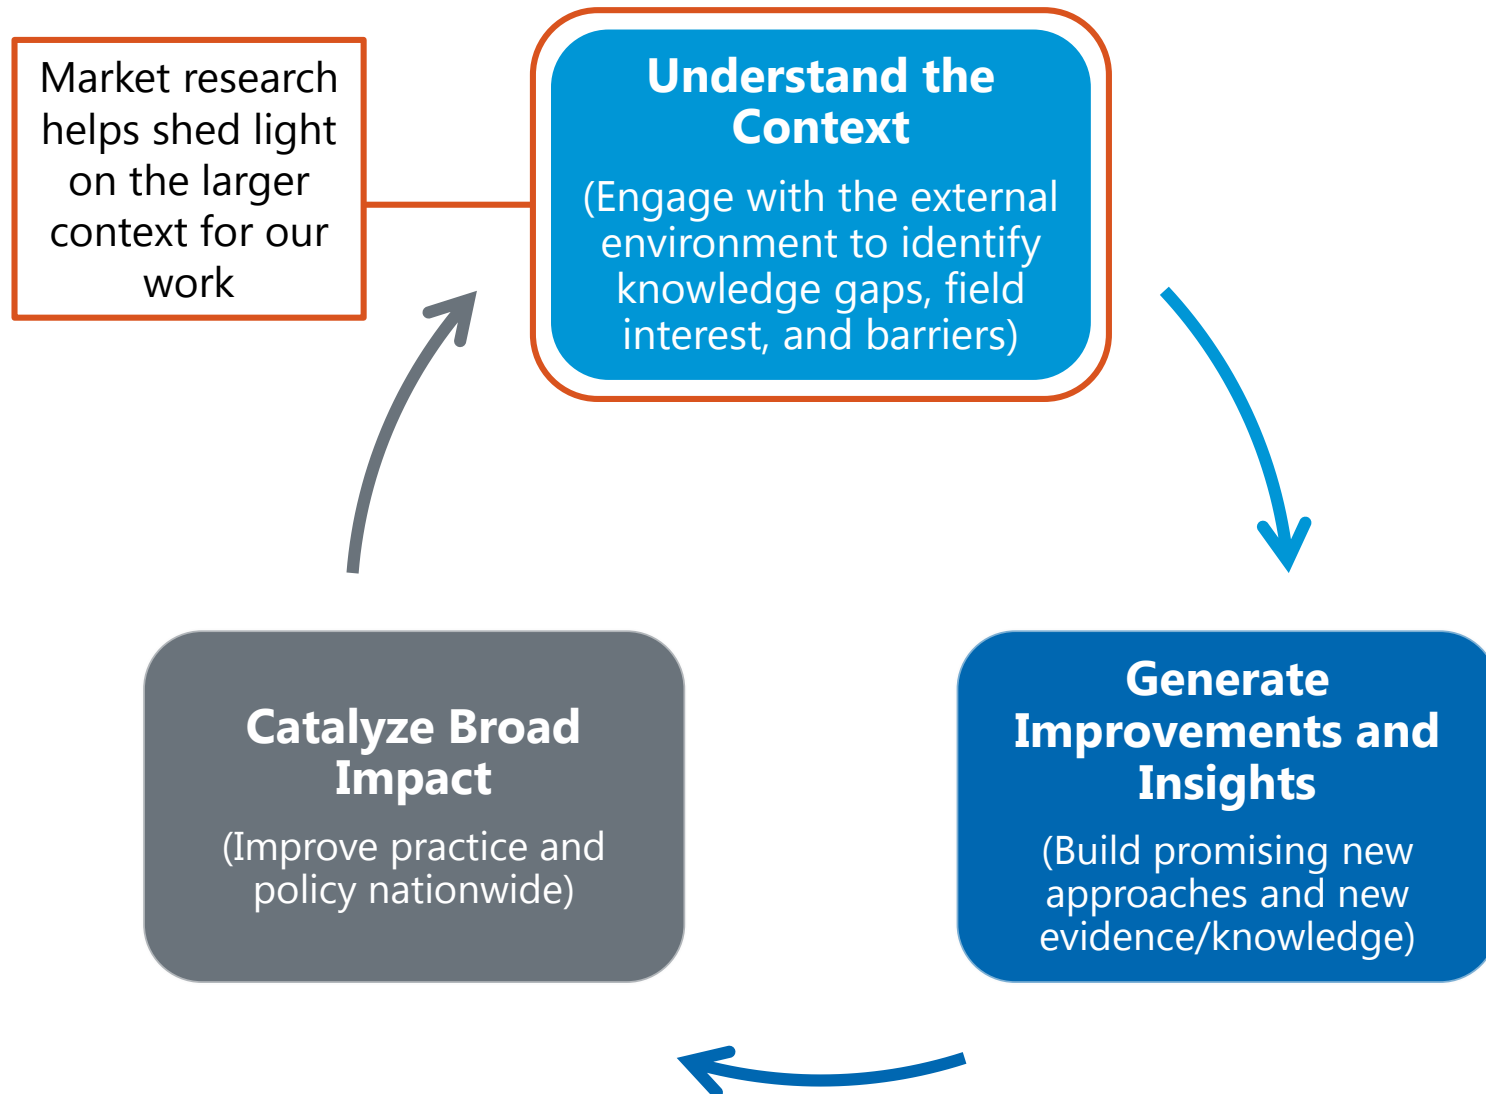 Market research
helps shed light
on the larger
context for our
work
Understand the
Context
(Engage with the external
environment to identify
knowledge gaps, field
interest, and barriers)
Generate
Improvements and
Insights
(Build promising new
approaches and new
evidence/knowledge)
Catalyze Broad
Impact
(Improve practice and
policy nationwide)